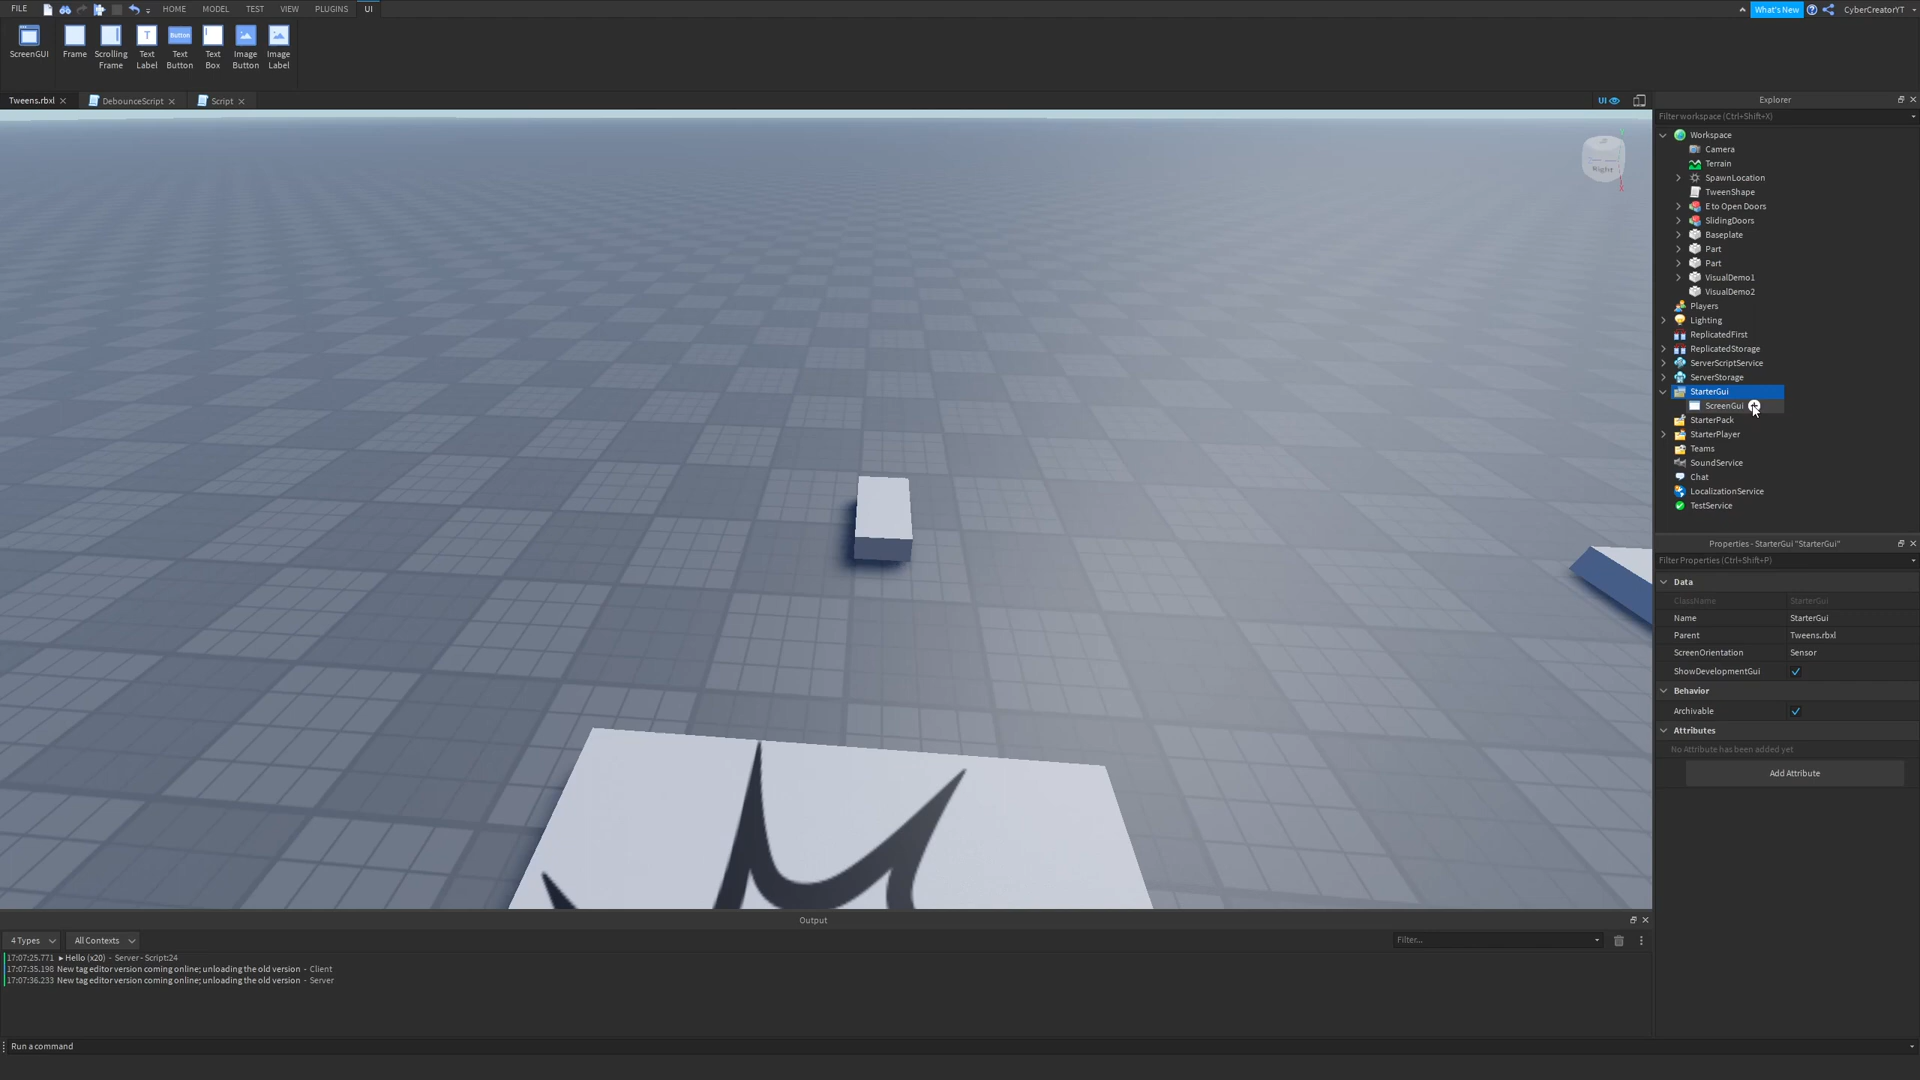 FILE HOME MODEL TEST VIEW PLUGINS UI What's New CyberCreatorYT
ScreenGUI Frame Scrolling Frame Text Label Text Button Text Box Image Button Image Label
Button
T
Tweens.rbxl DebounceScript Script UI Explorer
Filter workspace (Ctrl+Shift+X)
Workspace
Camera
Terrain
SpawnLocation
TweenShape
E to Open Doors
SlidingDoors
Baseplate
Part
Part
VisualDemo1
VisualDemo2
Players
Lighting
ReplicatedFirst
ReplicatedStorage
ServerScriptService
ServerStorage
StarterGui
ScreenGui
StarterPack
StarterPlayer
Teams
SoundService
Chat
LocalizationService
TestService
Right
Properties - StarterGui "StarterGui"
Filter Properties (Ctrl+Shift+P)
Data
ClassName StarterGui
Name StarterGui
Parent Tweens.rbxl
ScreenOrientation Sensor
ShowDevelopmentGui
Behavior
Archivable
Attributes
No Attribute has been added yet
Add Attribute
Output
4 Types All Contexts Filter...
17:07:25.771 ▸ Hello (x20) - Server - Script:24
17:07:35.198 New tag editor version coming online; unloading the old version - Client
17:07:36.233 New tag editor version coming online; unloading the old version - Server
Run a command